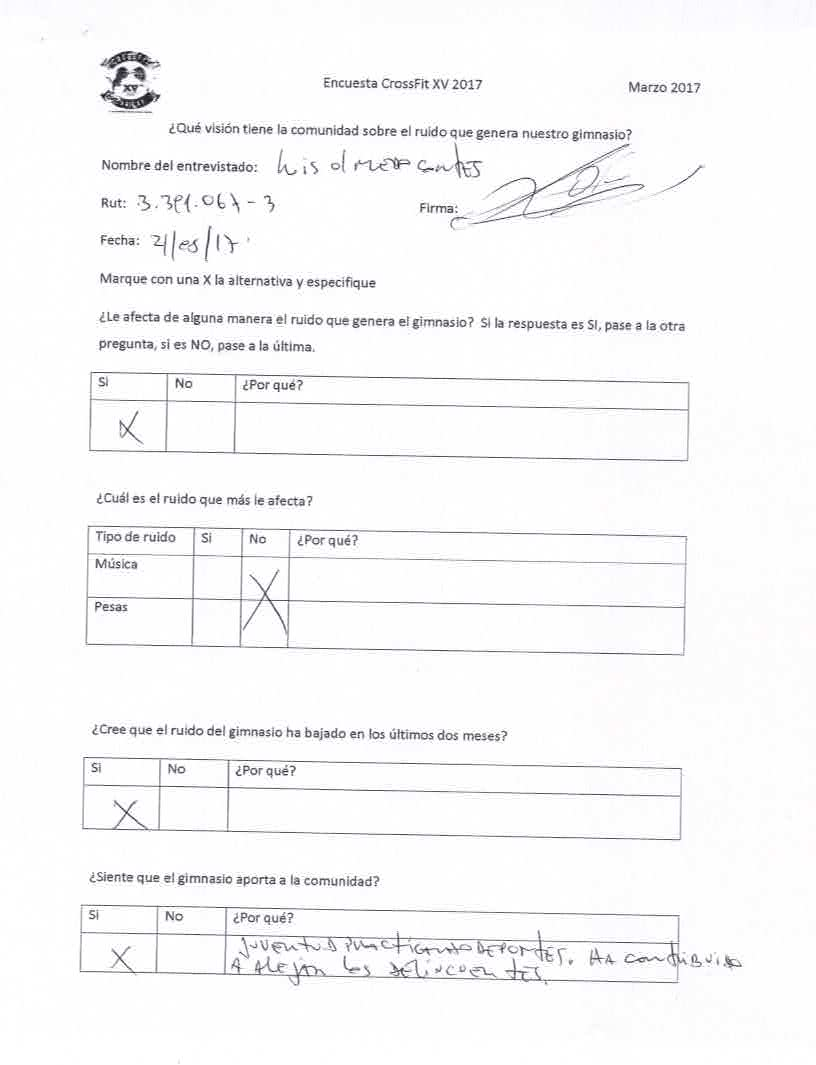 XV
Encuesta CrossFit XV 2017
Marzo 2017
¿Qué visión tiene la comunidad sobre el ruido que genera nuestro gimnasio?
Nombre del entrevistado: Luis
Rut:
Firma:
Fecha:
Marque con una X la alternativa y especifique
¿Le afecta de alguna manera el ruido que genera el gimnasio? Si la respuesta es SI, pase a la otra
pregunta, si es NO, pase a la última.
Si No ¿Por qué?
X
¿Cuál es el ruido que más le afecta?
Tipo de ruido Si No ¿Por qué?
Música
X
Pesas
¿Cree que el ruido del gimnasio ha bajado en los últimos dos meses?
Si No ¿Por qué?
X
¿Siente que el gimnasio aporta a la comunidad?
Si No ¿Por qué?
JUVENTUD PRACTICANDO DEPORTES. HA CONTRIBUIDO
X A ALEJAR LOS DELINCUENTES.